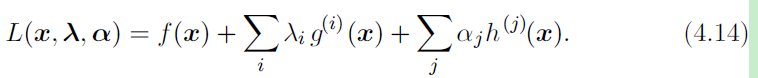 L(x, λ, α) = f(x) + ∑_i λ_i g^{(i)}(x) + ∑_j α_j h^{(j)}(x). (4.14)